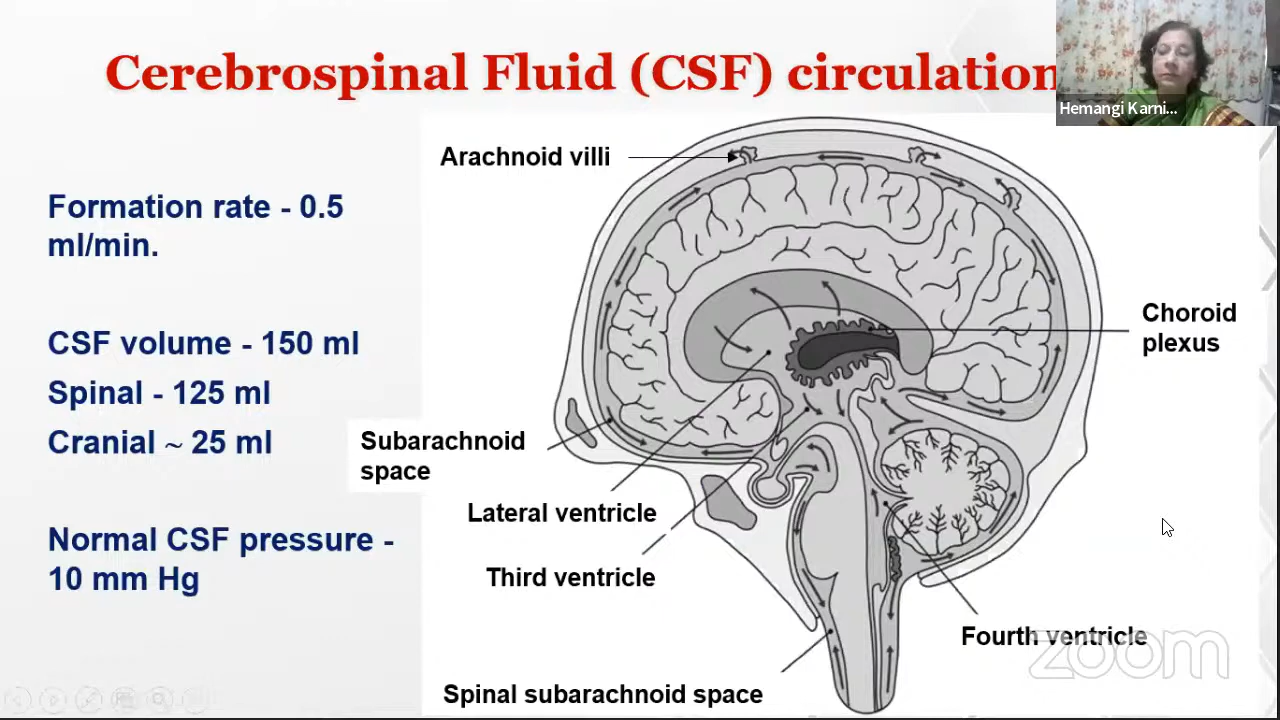 Cerebrospinal Fluid (CSF) circulation
Hemangi Karni...
Arachnoid villi
Formation rate - 0.5
ml/min.
CSF volume - 150 ml
Spinal - 125 ml
Cranial ~ 25 ml
Normal CSF pressure -
10 mm Hg
Choroid
plexus
Subarachnoid
space
Lateral ventricle
Third ventricle
Fourth ventricle
zoom
Spinal subarachnoid space